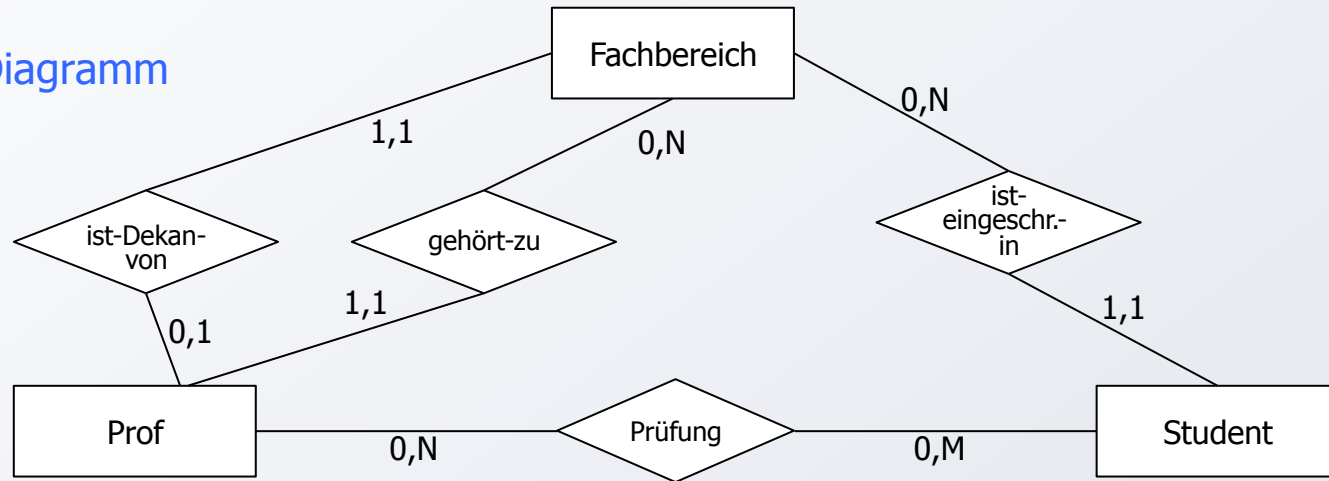 Diagramm
Fachbereich
1,1
0,N
0,N
ist-Dekan-
von
gehört-zu
ist-
eingeschr.-
in
0,1
1,1
1,1
Prof
0,N
Prüfung
0,M
Student